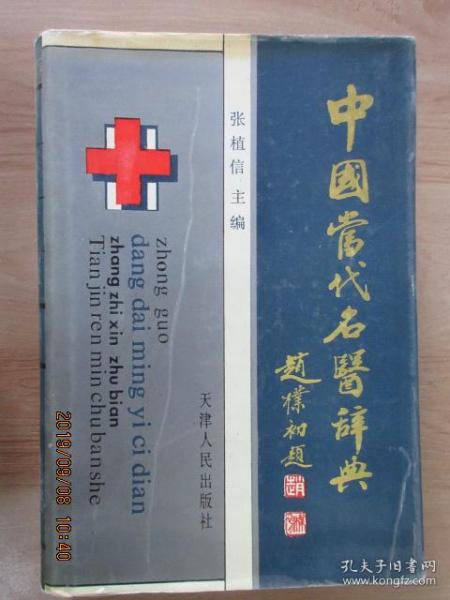 中國當代名醫辞典
趙樸初題
张植信 主编
天津人民出版社
zhong guo
dang dai ming yi ci dian
zhang zhi xin zhu bian
Tian jin ren min chu ban she
2019/09/08 10:40
孔夫子旧书网
www.kongfz.com